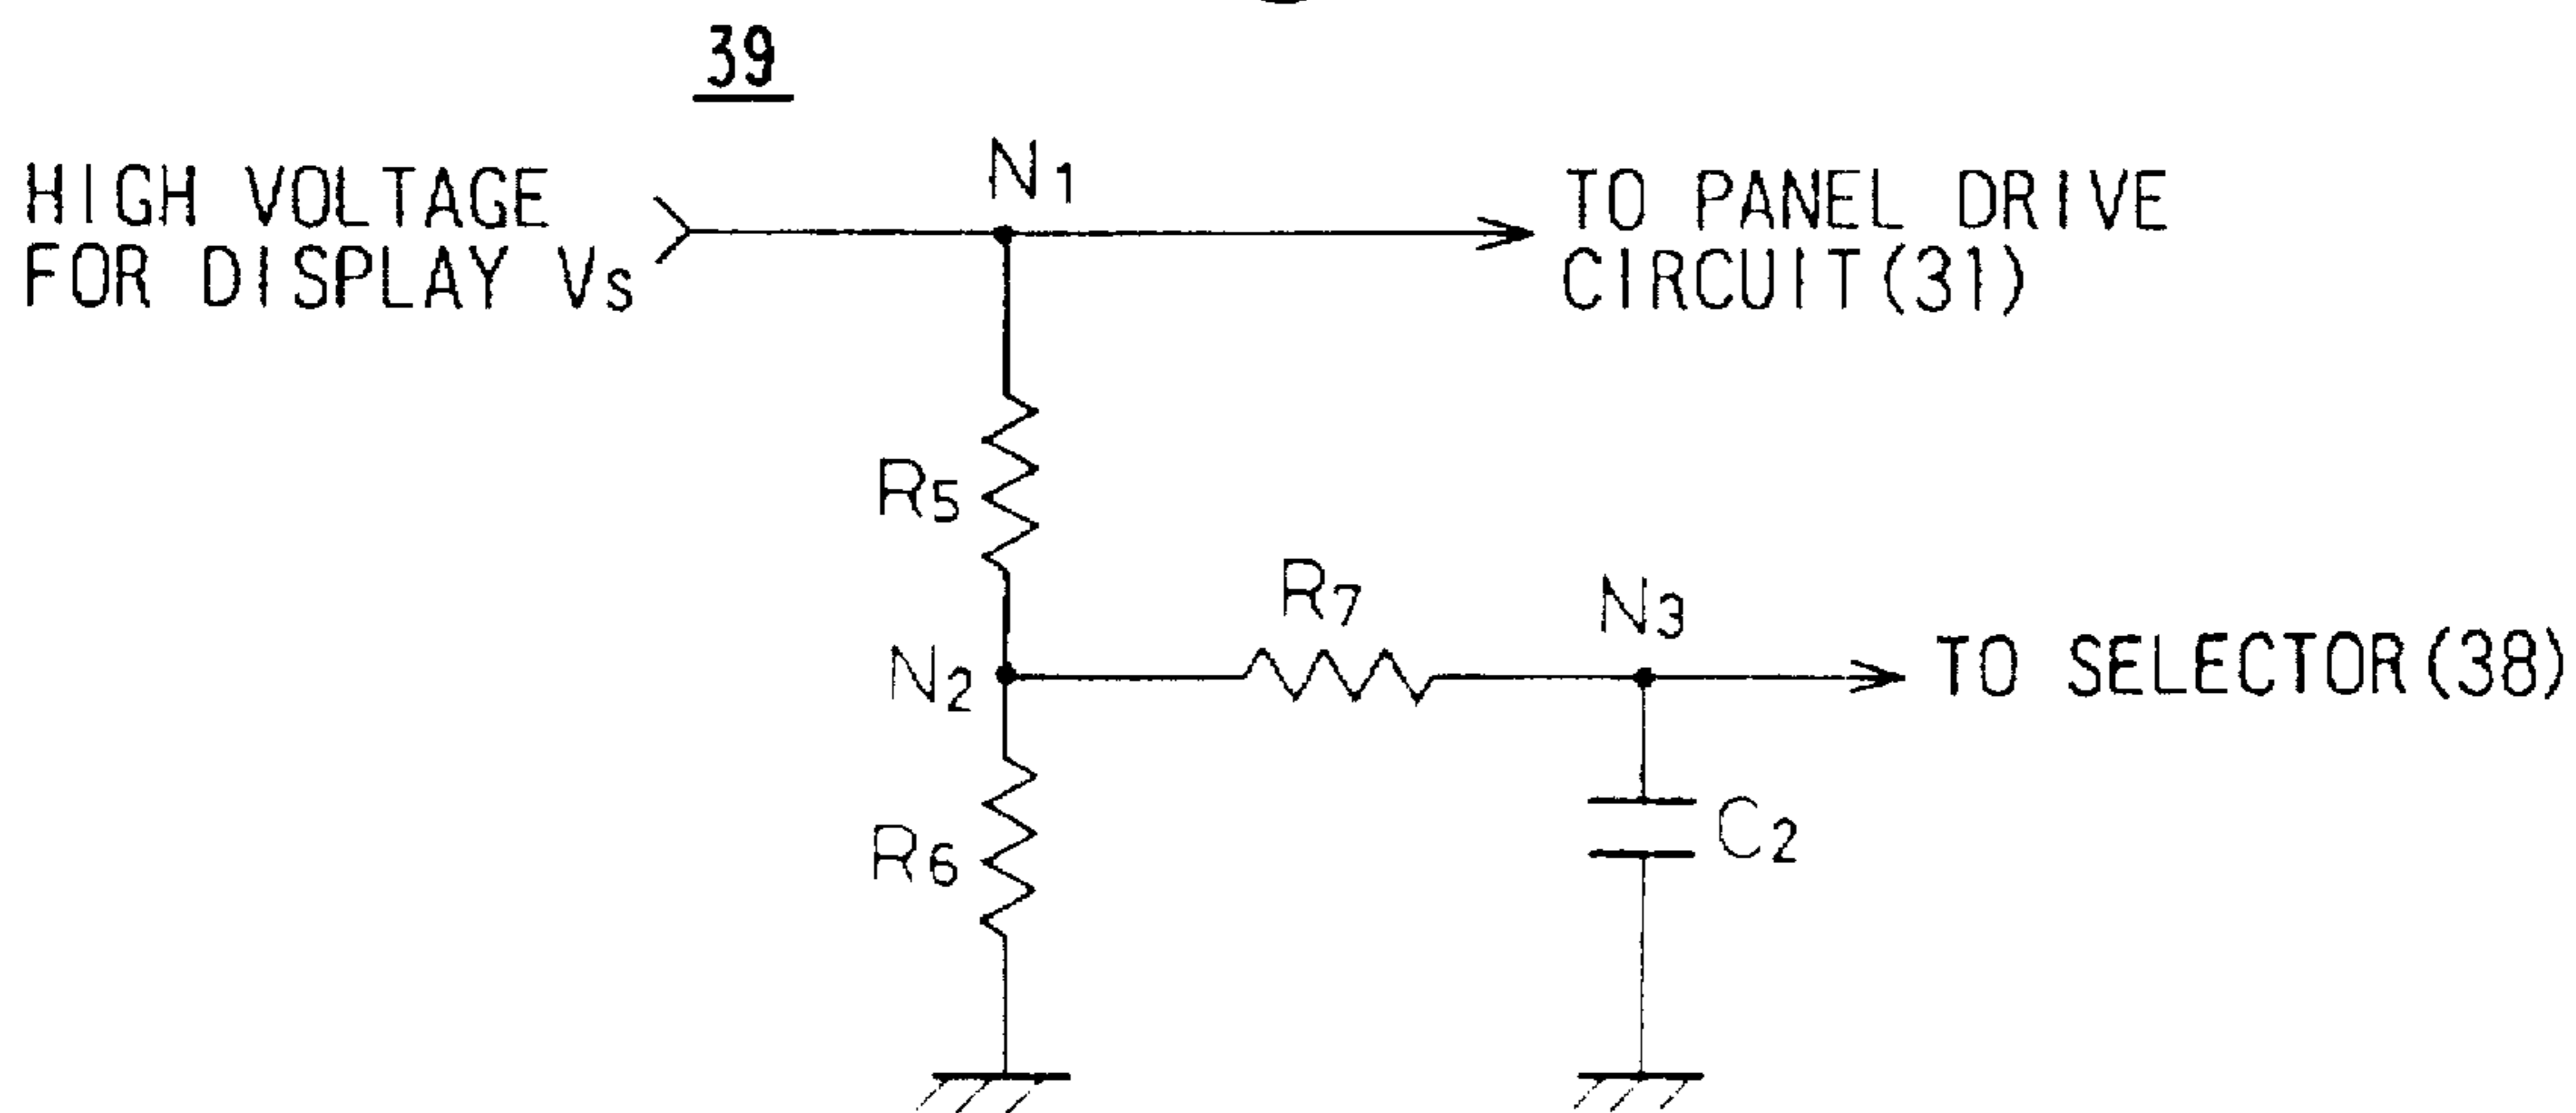 39
HIGH VOLTAGE
FOR DISPLAY Vs
N1
TO PANEL DRIVE
CIRCUIT(31)
R5
R7
N3
N2
TO SELECTOR(38)
R6
C2